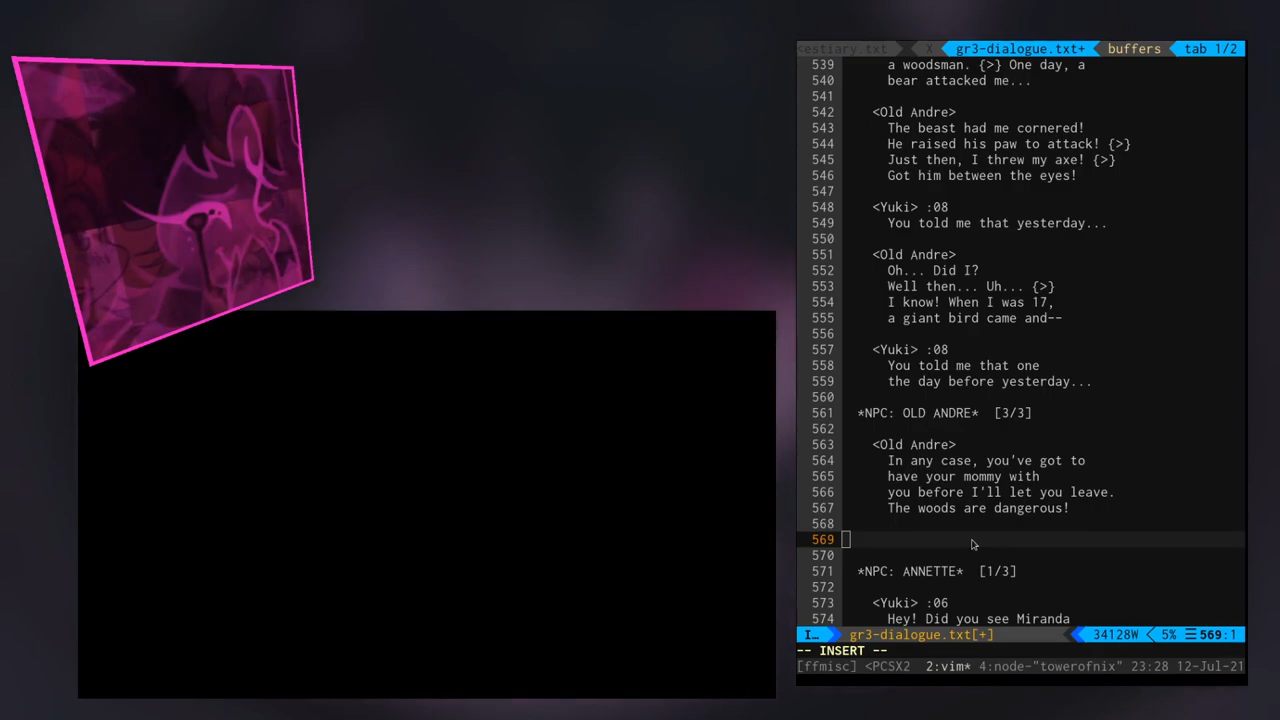 <estiary.txt X gr3-dialogue.txt+ buffers tab 1/2
539 a woodsman. {>} One day, a
540 bear attacked me...
541
542 <Old Andre>
543 The beast had me cornered!
544 He raised his paw to attack! {>}
545 Just then, I threw my axe! {>}
546 Got him between the eyes!
547
548 <Yuki> :08
549 You told me that yesterday...
550
551 <Old Andre>
552 Oh... Did I?
553 Well then... Uh... {>}
554 I know! When I was 17,
555 a giant bird came and--
556
557 <Yuki> :08
558 You told me that one
559 the day before yesterday...
560
561 *NPC: OLD ANDRE* [3/3]
562
563 <Old Andre>
564 In any case, you've got to
565 have your mommy with
566 you before I'll let you leave.
567 The woods are dangerous!
568
569
570
571 *NPC: ANNETTE* [1/3]
572
573 <Yuki> :06
574 Hey! Did you see Miranda
I… gr3-dialogue.txt[+] 34128W 5% ☰569:1
-- INSERT --
[ffmisc] <PCSX2 2:vim* 4:node-"towerofnix" 23:28 12-Jul-21